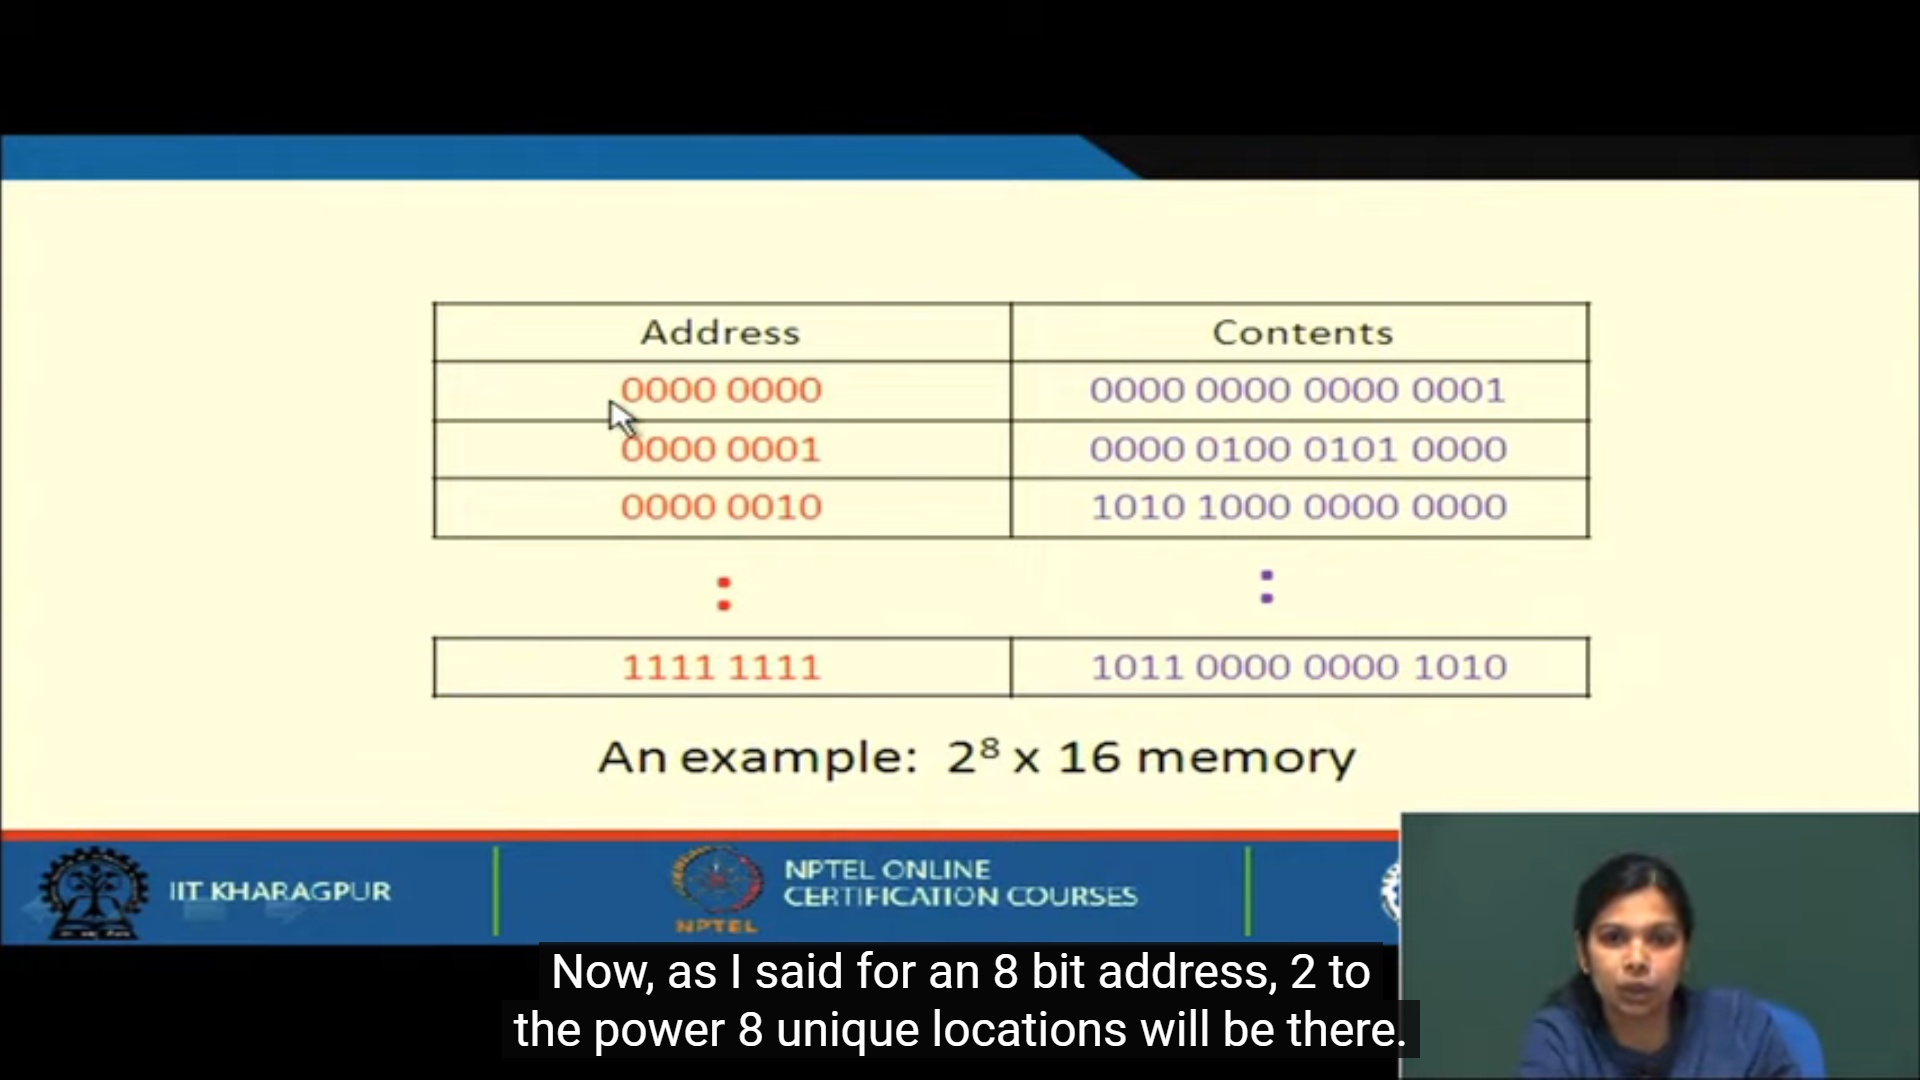 Address Contents
0000 0000 0000 0000 0000 0001
0000 0001 0000 0100 0101 0000
0000 0010 1010 1000 0000 0000
: :
1111 1111 1011 0000 0000 1010
An example: 2⁸ x 16 memory
IIT KHARAGPUR
NPTEL
NPTEL ONLINE
CERTIFICATION COURSES
Now, as I said for an 8 bit address, 2 to
the power 8 unique locations will be there.